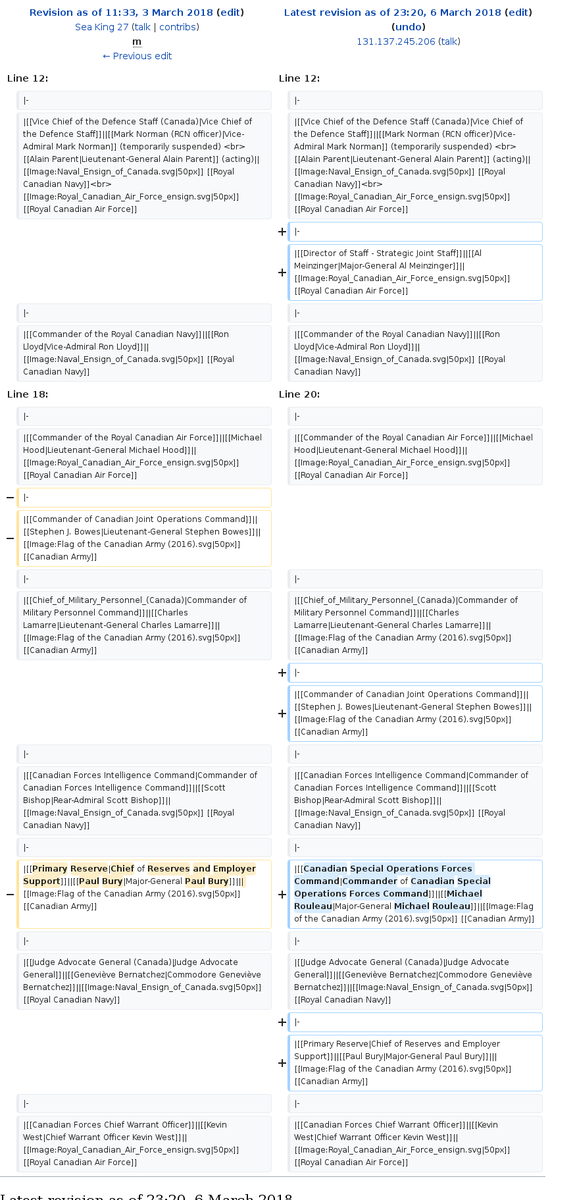 Revision as of 11:33, 3 March 2018 (edit)
Sea King 27 (talk | contribs)
m
← Previous edit
Latest revision as of 23:20, 6 March 2018 (edit)
(undo)
131.137.245.206 (talk)
Line 12:
Line 12:
|-
|-
|[[Vice Chief of the Defence Staff (Canada)|Vice Chief of
the Defence Staff]]||[[Mark Norman (RCN officer)|Vice-
Admiral Mark Norman]] (temporarily suspended) <br>
[[Alain Parent|Lieutenant-General Alain Parent]] (acting)||
[[Image:Naval_Ensign_of_Canada.svg|50px]] [[Royal
Canadian Navy]]<br>
[[Image:Royal_Canadian_Air_Force_ensign.svg|50px]]
[[Royal Canadian Air Force]]
|[[Vice Chief of the Defence Staff (Canada)|Vice Chief of
the Defence Staff]]||[[Mark Norman (RCN officer)|Vice-
Admiral Mark Norman]] (temporarily suspended) <br>
[[Alain Parent|Lieutenant-General Alain Parent]] (acting)||
[[Image:Naval_Ensign_of_Canada.svg|50px]] [[Royal
Canadian Navy]]<br>
[[Image:Royal_Canadian_Air_Force_ensign.svg|50px]]
[[Royal Canadian Air Force]]
+ |-
+ |[[Director of Staff - Strategic Joint Staff]]||[[Al
Meinzinger|Major-General Al Meinzinger]]||
[[Image:Royal_Canadian_Air_Force_ensign.svg|50px]]
[[Royal Canadian Air Force]]
|-
|-
|[[Commander of the Royal Canadian Navy]]||[[Ron
Lloyd|Vice-Admiral Ron Lloyd]]||
[[Image:Naval_Ensign_of_Canada.svg|50px]] [[Royal
Canadian Navy]]
|[[Commander of the Royal Canadian Navy]]||[[Ron
Lloyd|Vice-Admiral Ron Lloyd]]||
[[Image:Naval_Ensign_of_Canada.svg|50px]] [[Royal
Canadian Navy]]
Line 18:
Line 20:
|-
|-
|[[Commander of the Royal Canadian Air Force]]||[[Michael
Hood|Lieutenant-General Michael Hood]]||
[[Image:Royal_Canadian_Air_Force_ensign.svg|50px]]
[[Royal Canadian Air Force]]
|[[Commander of the Royal Canadian Air Force]]||[[Michael
Hood|Lieutenant-General Michael Hood]]||
[[Image:Royal_Canadian_Air_Force_ensign.svg|50px]]
[[Royal Canadian Air Force]]
− |-
− |[[Commander of Canadian Joint Operations Command]]||
[[Stephen J. Bowes|Lieutenant-General Stephen Bowes]]||
[[Image:Flag of the Canadian Army (2016).svg|50px]]
[[Canadian Army]]
|-
|-
|[[Chief_of_Military_Personnel_(Canada)|Commander of
Military Personnel Command]]||[[Charles
Lamarre|Lieutenant-General Charles Lamarre]]||
[[Image:Flag of the Canadian Army (2016).svg|50px]]
[[Canadian Army]]
|[[Chief_of_Military_Personnel_(Canada)|Commander of
Military Personnel Command]]||[[Charles
Lamarre|Lieutenant-General Charles Lamarre]]||
[[Image:Flag of the Canadian Army (2016).svg|50px]]
[[Canadian Army]]
+ |-
+ |[[Commander of Canadian Joint Operations Command]]||
[[Stephen J. Bowes|Lieutenant-General Stephen Bowes]]||
[[Image:Flag of the Canadian Army (2016).svg|50px]]
[[Canadian Army]]
|-
|-
|[[Canadian Forces Intelligence Command|Commander of
Canadian Forces Intelligence Command]]||[[Scott
Bishop|Rear-Admiral Scott Bishop]]||
[[Image:Naval_Ensign_of_Canada.svg|50px]] [[Royal
Canadian Navy]]
|[[Canadian Forces Intelligence Command|Commander of
Canadian Forces Intelligence Command]]||[[Scott
Bishop|Rear-Admiral Scott Bishop]]||
[[Image:Naval_Ensign_of_Canada.svg|50px]] [[Royal
Canadian Navy]]
|-
|-
− |[[Primary Reserve|Chief of Reserves and Employer
Support]]||[[Paul Bury|Major-General Paul Bury]]|||
[[Image:Flag of the Canadian Army (2016).svg|50px]]
[[Canadian Army]]
+ |[[Canadian Special Operations Forces
Command|Commander of Canadian Special
Operations Forces Command]]||[[Michael
Rouleau|Major-General Michael Rouleau]]||[[Image:Flag
of the Canadian Army (2016).svg|50px]] [[Canadian Army]]
|-
|-
|[[Judge Advocate General (Canada)|Judge Advocate
General]]||[[Geneviève Bernatchez|Commodore Geneviève
Bernatchez]]||[[Image:Naval_Ensign_of_Canada.svg|50px]]
[[Royal Canadian Navy]]
|[[Judge Advocate General (Canada)|Judge Advocate
General]]||[[Geneviève Bernatchez|Commodore Geneviève
Bernatchez]]||[[Image:Naval_Ensign_of_Canada.svg|50px]]
[[Royal Canadian Navy]]
+ |-
+ |[[Primary Reserve|Chief of Reserves and Employer
Support]]||[[Paul Bury|Major-General Paul Bury]]|||
[[Image:Flag of the Canadian Army (2016).svg|50px]]
[[Canadian Army]]
|-
|-
|[[Canadian Forces Chief Warrant Officer]]||[[Kevin
West|Chief Warrant Officer Kevin West]]||
[[Image:Royal_Canadian_Air_Force_ensign.svg|50px]]
[[Royal Canadian Air Force]]
|[[Canadian Forces Chief Warrant Officer]]||[[Kevin
West|Chief Warrant Officer Kevin West]]||
[[Image:Royal_Canadian_Air_Force_ensign.svg|50px]]
[[Royal Canadian Air Force]]
Latest revision as of 23:20, 6 March 2018